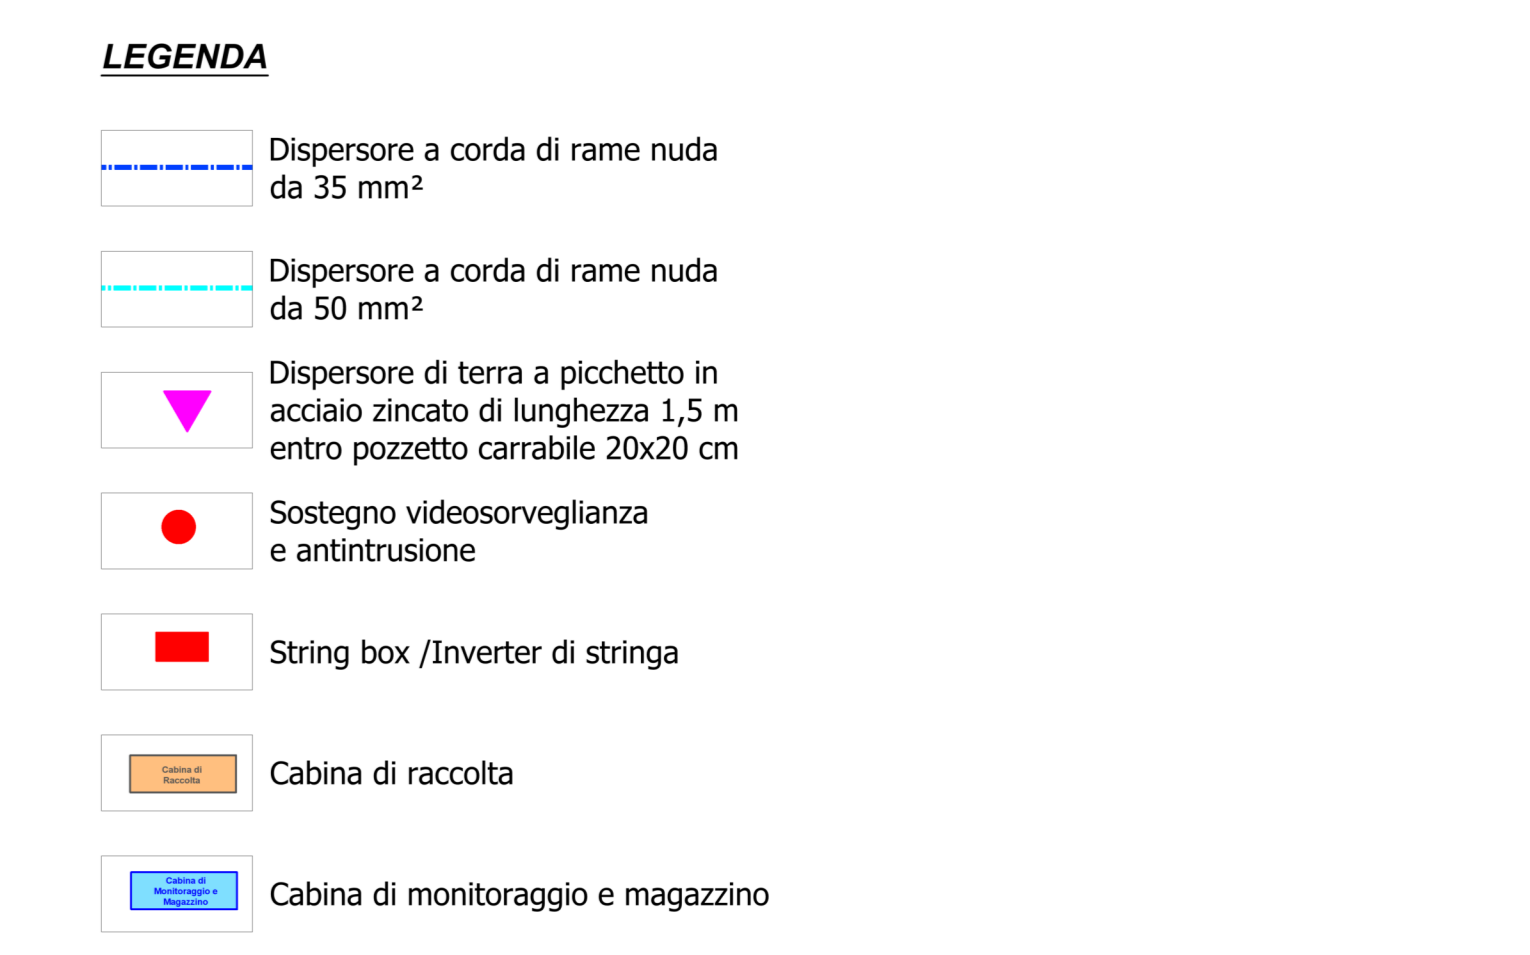 LEGENDA
Dispersore a corda di rame nuda
da 35 mm²
Dispersore a corda di rame nuda
da 50 mm²
Dispersore di terra a picchetto in
acciaio zincato di lunghezza 1,5 m
entro pozzetto carrabile 20x20 cm
Sostegno videosorveglianza
e antintrusione
String box /Inverter di stringa
Cabina di
Raccolta
Cabina di raccolta
Cabina di
Monitoraggio e
Magazzino
Cabina di monitoraggio e magazzino